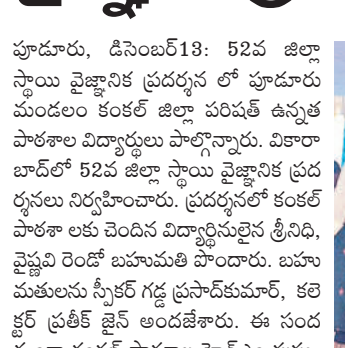 పూడూరు, డిసెంబర్13: 52వ జిల్లా
స్థాయి వైజ్ఞానిక ప్రదర్శన లో పూడూరు
మండలం కంకల్ జిల్లా పరిషత్ ఉన్నత
పాఠశాల విద్యార్థులు పాల్గొన్నారు. వికారా
బాద్‌లో 52వ జిల్లా స్థాయి వైజ్ఞానిక ప్రద
ర్శనలు నిర్వహించారు. ప్రదర్శనలో కంకల్
పాఠశా లకు చెందిన విద్యార్థినులైన శ్రీనిధి,
వైష్ణవి రెండో బహుమతి పొందారు. బహు
మతులను స్పీకర్ గడ్డ ప్రసాద్‌కుమార్, కలె
క్టర్ ప్రతీక్ జైన్ అందజేశారు. ఈ సంద